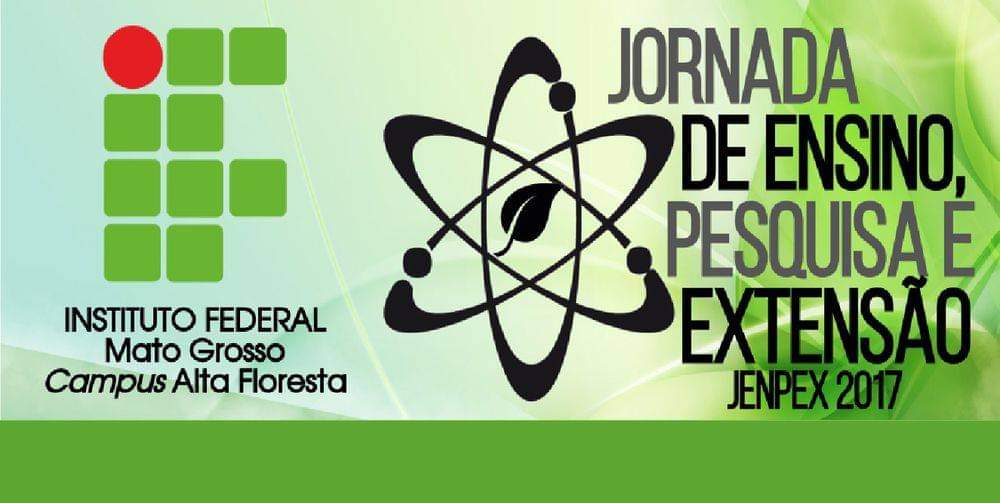 INSTITUTO FEDERAL
Mato Grosso
Campus Alta Floresta
JORNADA
DE ENSINO,
PESQUISA E
EXTENSÃO
JENPEX 2017